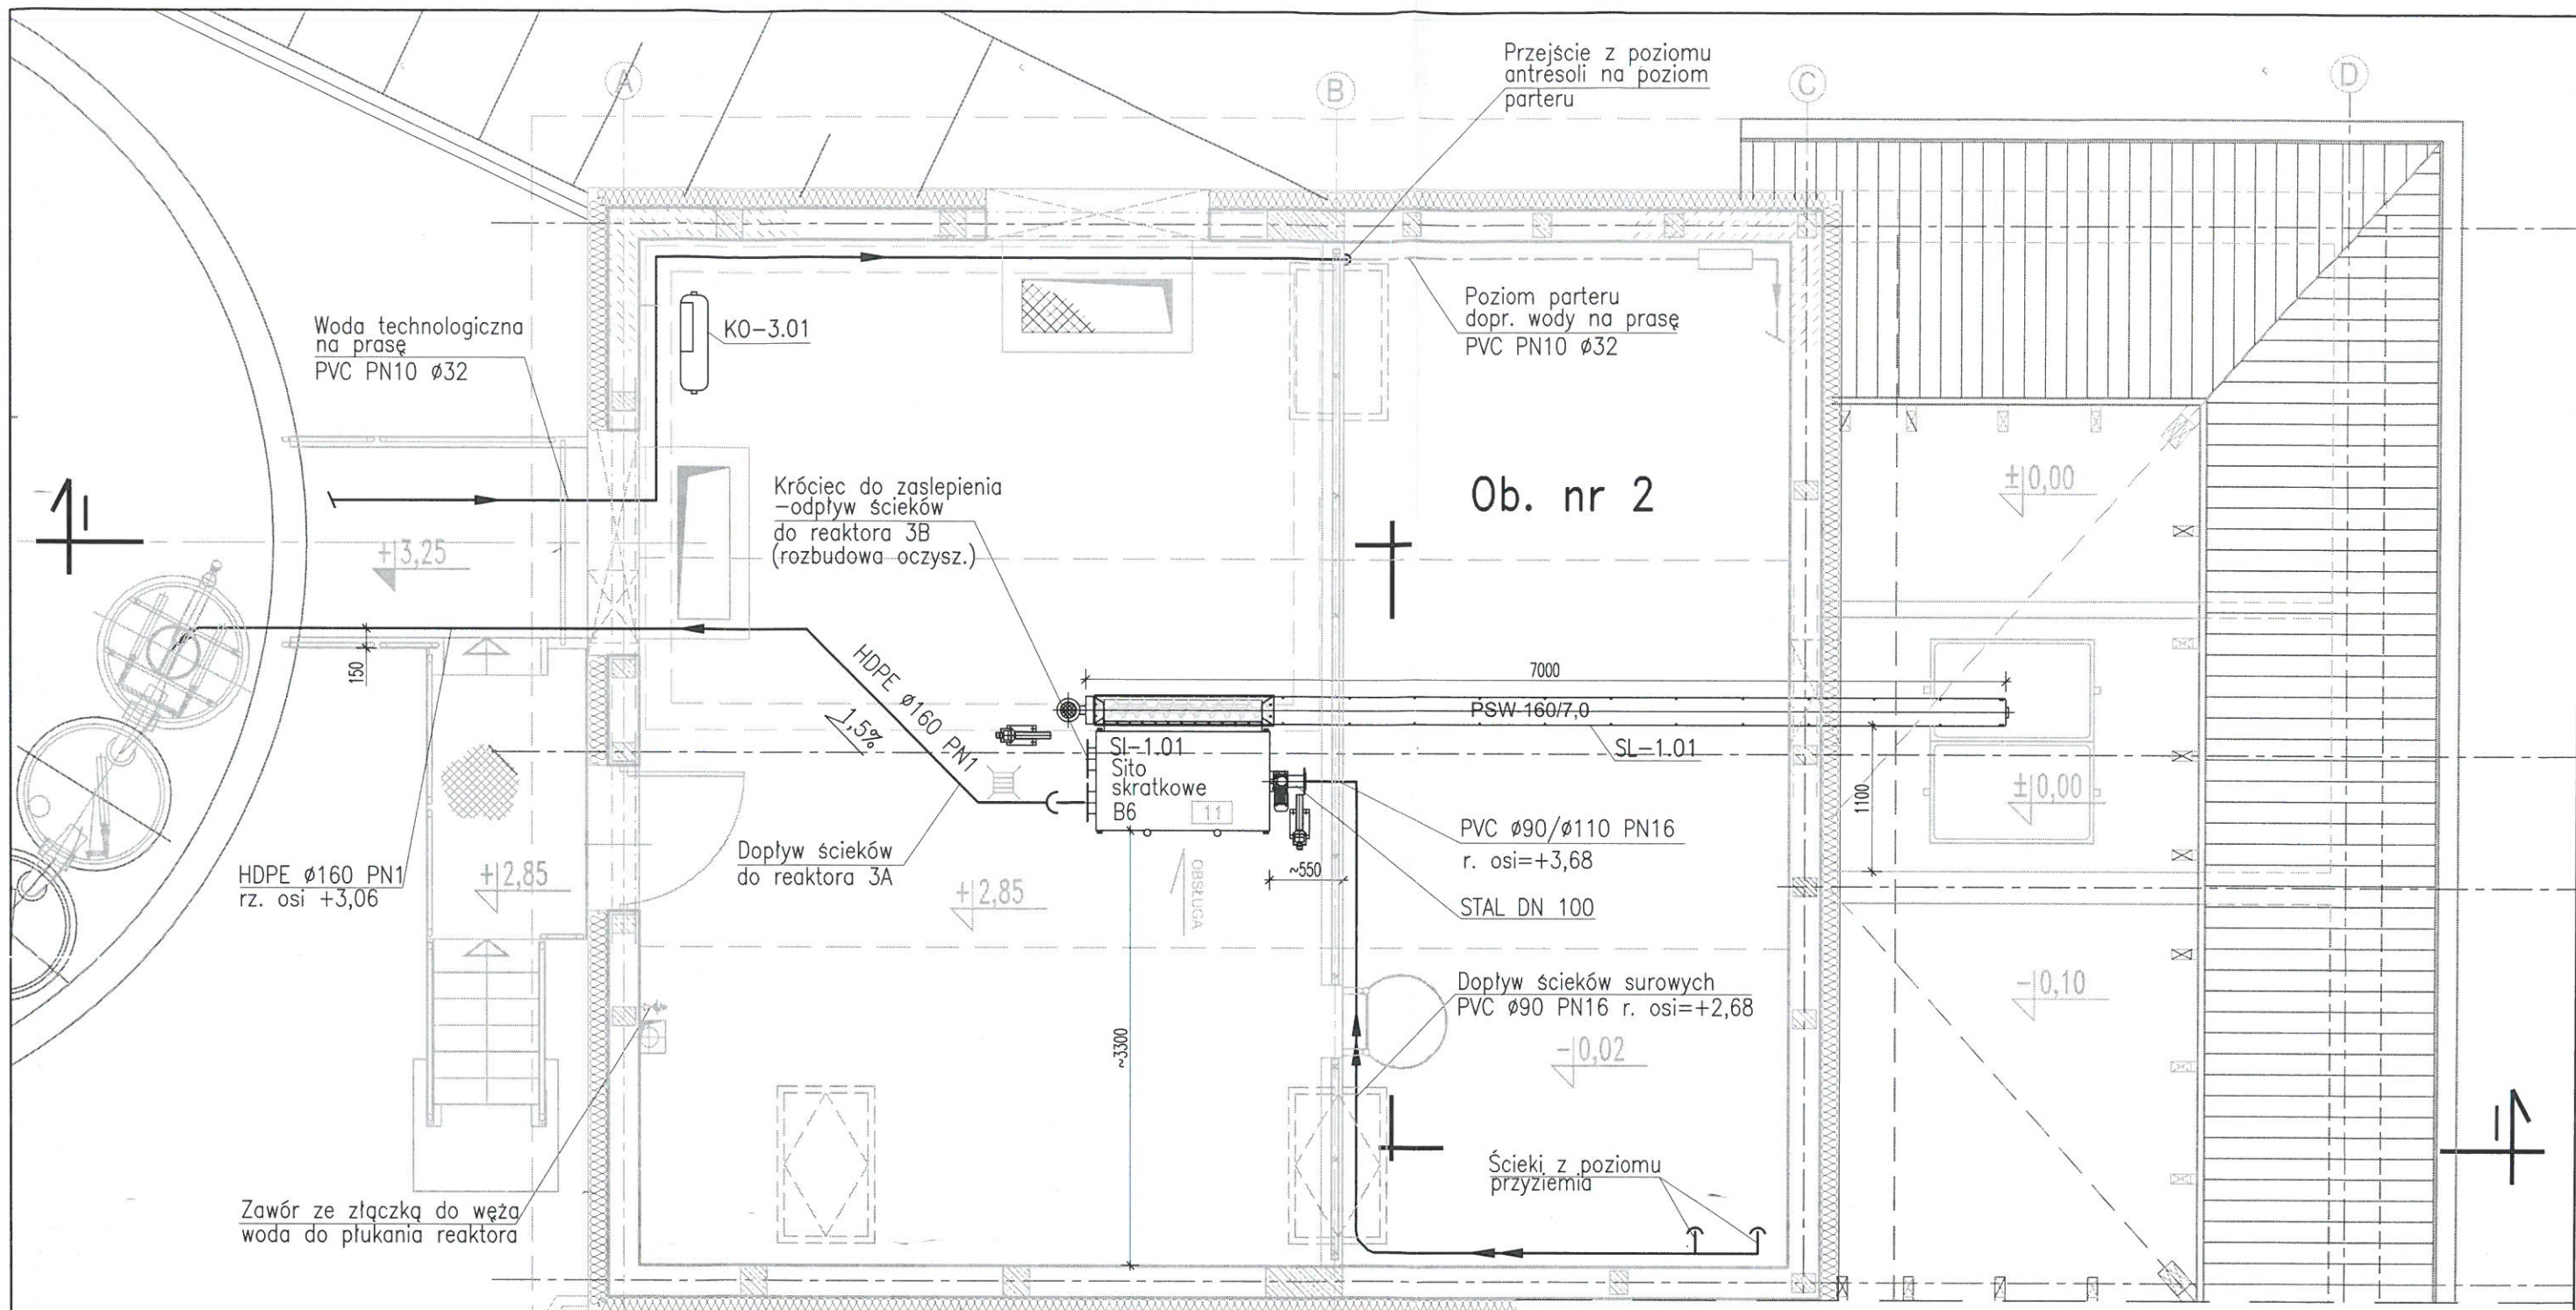 A
B
C
D
Przejście z poziomu
antresoli na poziom
parteru
Woda technologiczna
na prasę
PVC PN10 ø32
KO-3.01
Poziom parteru
dopr. wody na prasę
PVC PN10 ø32
Króciec do zaslepienia
-odpływ ścieków
do reaktora 3B
(rozbudowa oczysz.)
Ob. nr 2
±0,00
+3,25
150
HDPE ø160 PN1
1,5%
7000
PSW-160/7,0
SL-1.01
SI-1.01
Sito
skratkowe
B6
11
±0,00
1100
PVC ø90/ø110 PN16
r. osi=+3,68
STAL DN 100
~550
Dopływ ścieków
do reaktora 3A
OBSŁUGA
HDPE ø160 PN1
rz. osi +3,06
+2,85
+2,85
Dopływ ścieków surowych
PVC ø90 PN16 r. osi=+2,68
-0,10
-0,02
~3300
Ścieki z poziomu
przyziemia
Zawór ze złączką do węża
woda do płukania reaktora